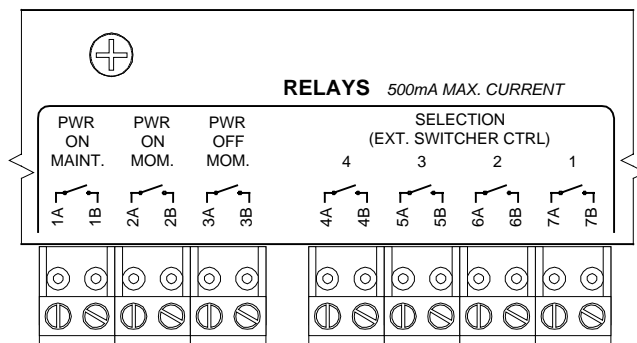 RELAYS 500mA MAX. CURRENT
PWR ON MAINT.
PWR ON MOM.
PWR OFF MOM.
SELECTION
(EXT. SWITCHER CTRL)
4 3 2 1
1A 1B 2A 2B 3A 3B 4A 4B 5A 5B 6A 6B 7A 7B